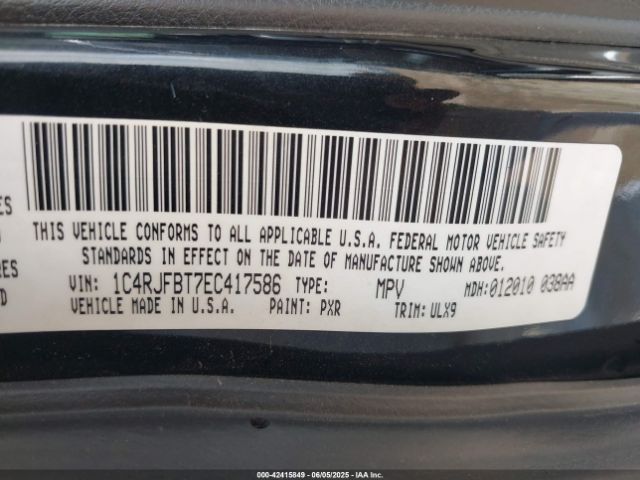 THIS VEHICLE CONFORMS TO ALL APPLICABLE U.S.A. FEDERAL MOTOR VEHICLE SAFETY
STANDARDS IN EFFECT ON THE DATE OF MANUFACTURE SHOWN ABOVE.
VIN: 1C4RJFBT7EC417586 TYPE: MPV MDH:012010 038AA
VEHICLE MADE IN U.S.A. PAINT: PXR TRIM: ULX9
ES
RES
D
000-42415849 - 06/05/2025 - IAA Inc.